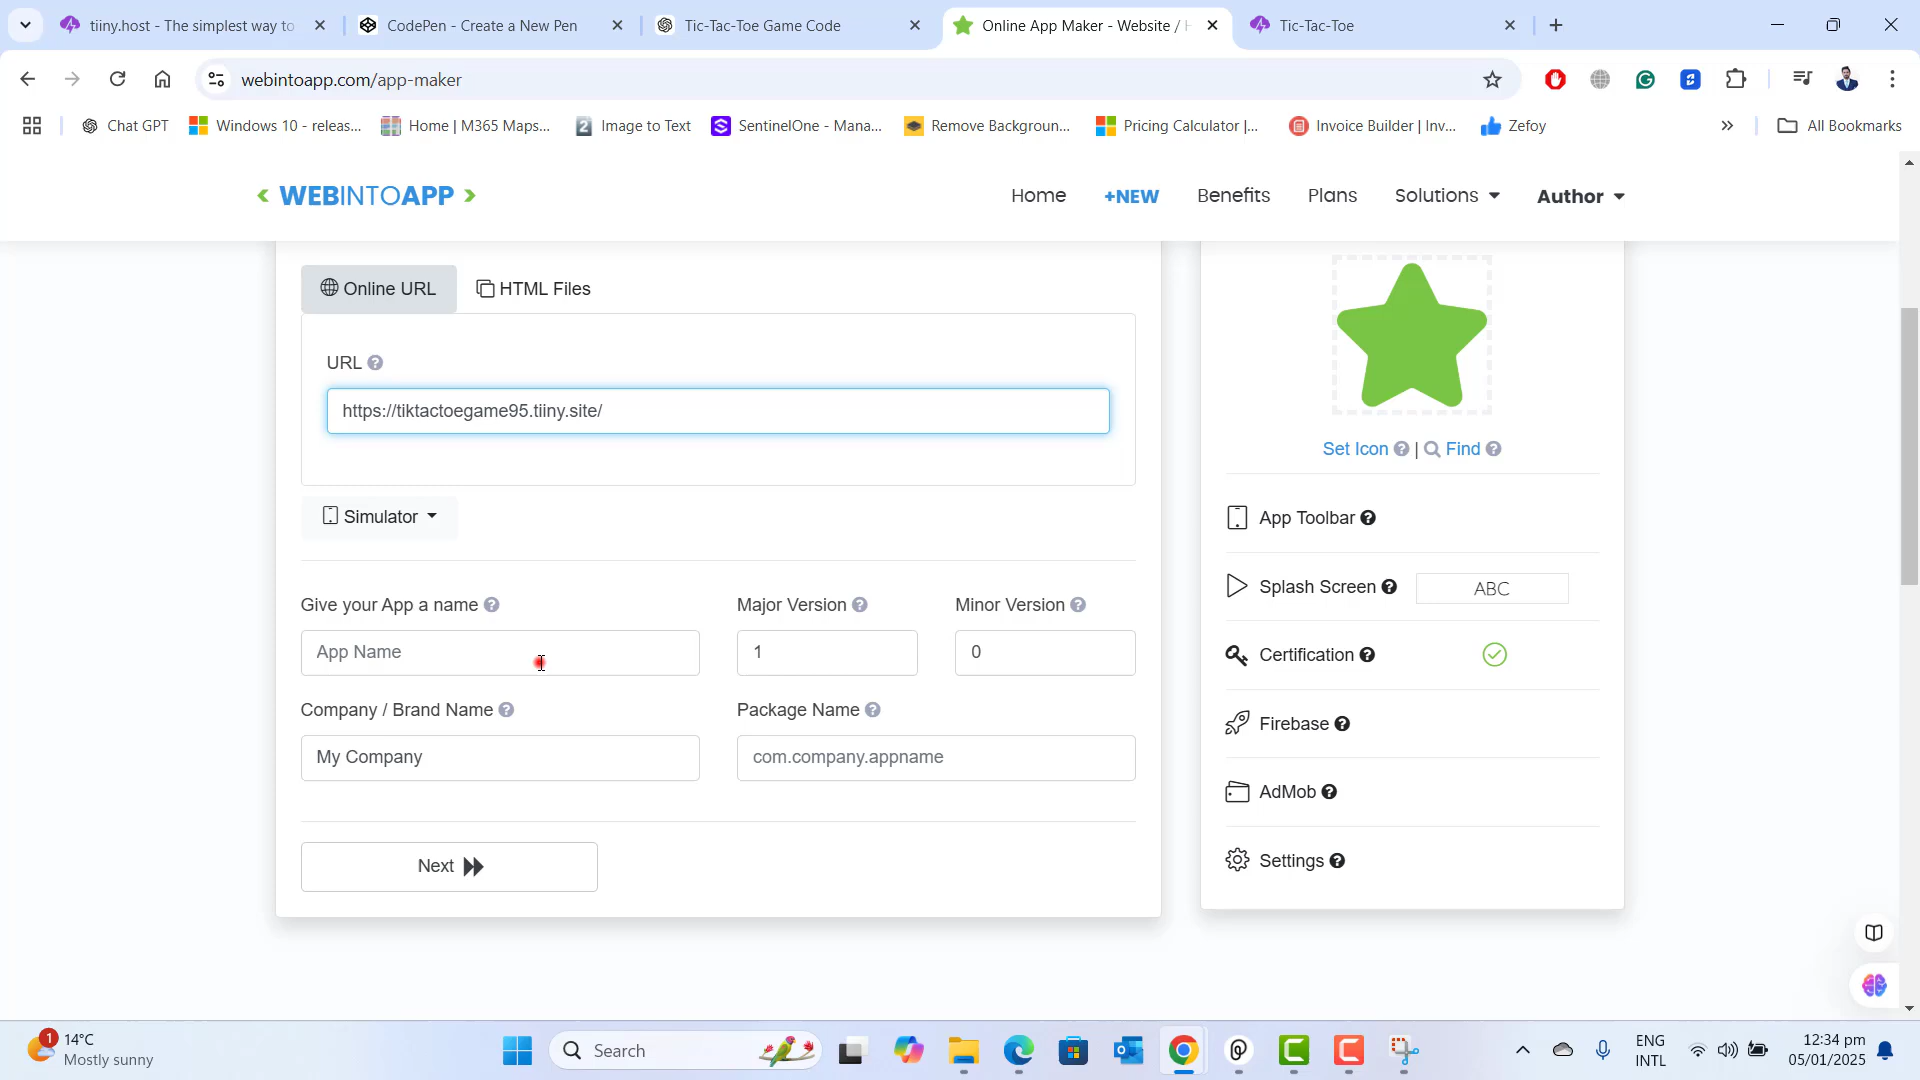 tiiny.host - The simplest way to
CodePen - Create a New Pen
Tic-Tac-Toe Game Code
Online App Maker - Website / H
Tic-Tac-Toe
webintoapp.com/app-maker
Chat GPT
Windows 10 - releas...
Home | M365 Maps...
Image to Text
SentinelOne - Mana...
Remove Backgroun...
Pricing Calculator |...
Invoice Builder | Inv...
Zefoy
All Bookmarks
WEBINTOAPP
Home
+NEW
Benefits
Plans
Solutions
Author
Online URL
HTML Files
URL
https://tiktactoegame95.tiiny.site/
Simulator
Give your App a name
Major Version
Minor Version
App Name
1
0
Company / Brand Name
Package Name
My Company
com.company.appname
Next
Set Icon | Find
App Toolbar
Splash Screen
ABC
Certification
Firebase
AdMob
Settings
1
14°C
Mostly sunny
Search
ENG
INTL
12:34 pm
05/01/2025